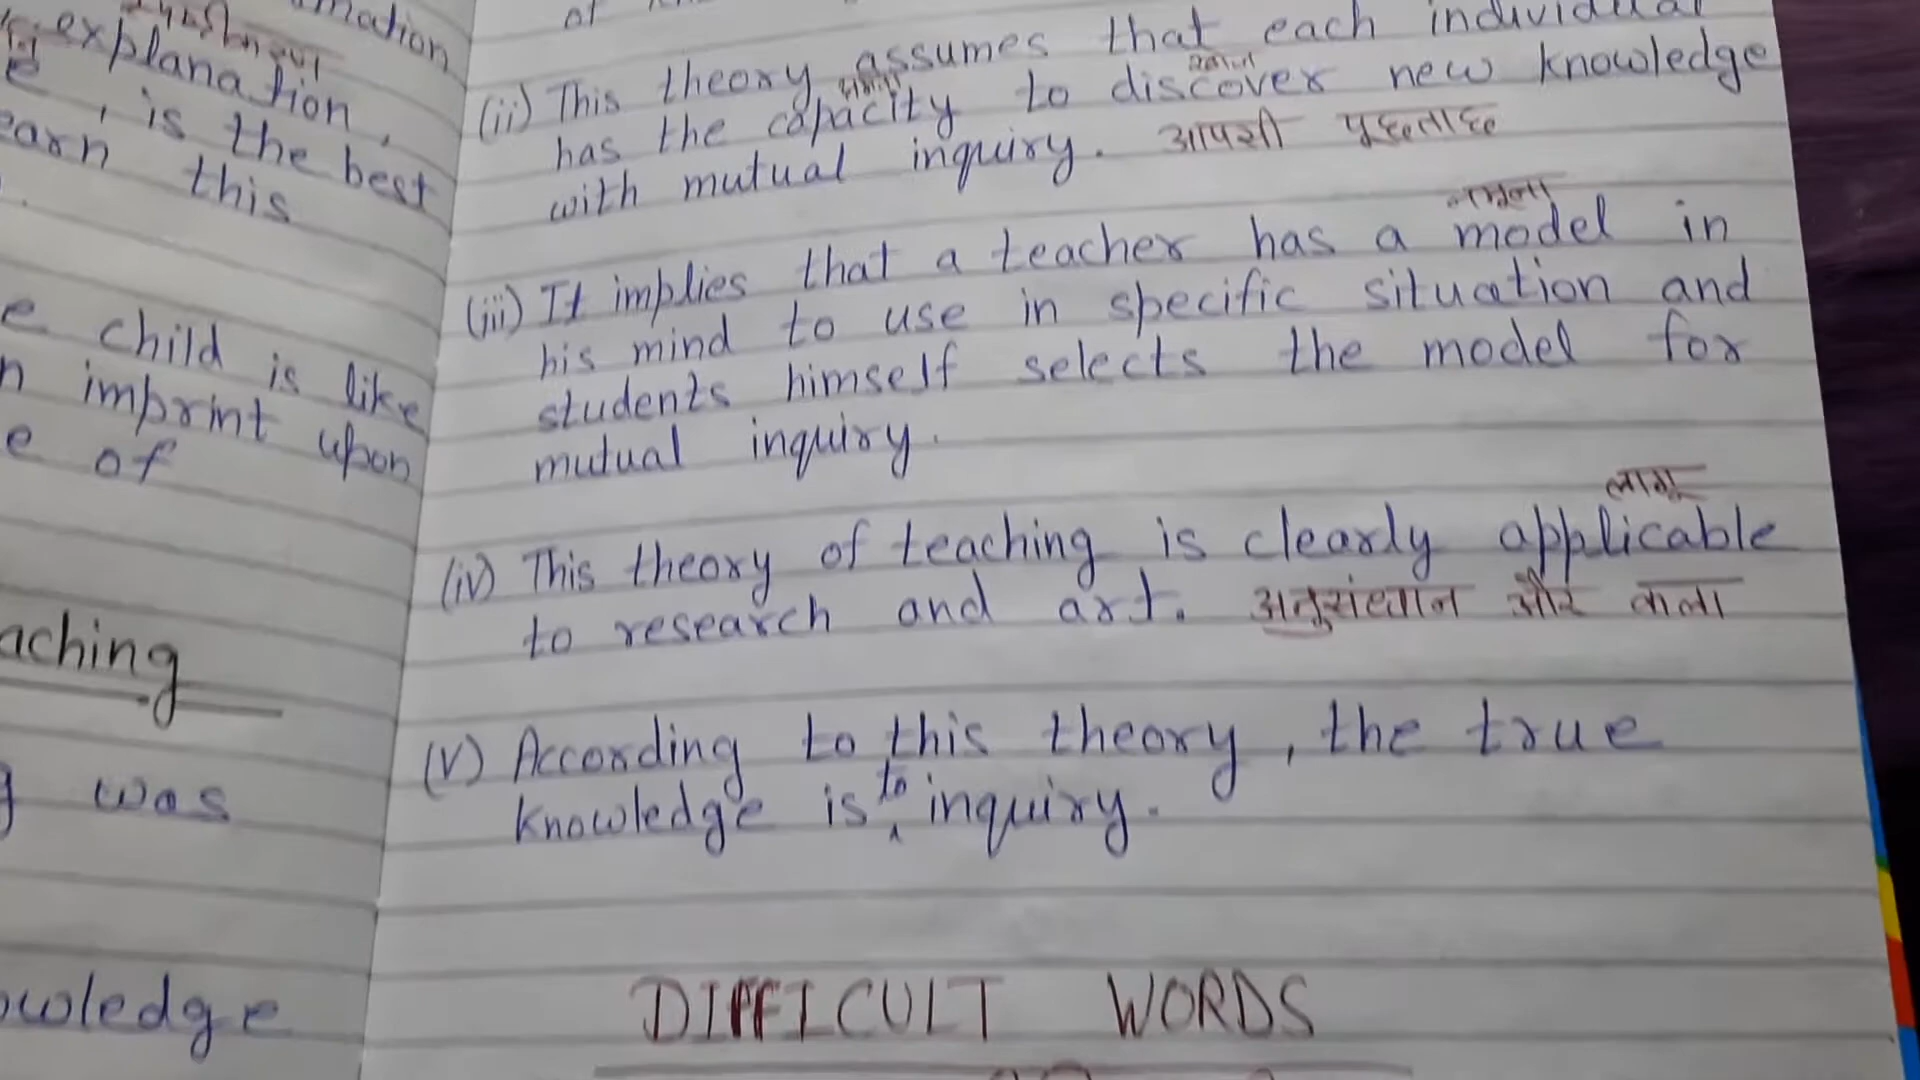 mation
explanation,
e, is the best
earn this
e child is like
n imprint upon
e of
aching
g was
owledge
of
(ii) This theory assumes that each individual
has the capacity to discover new knowledge
with mutual inquiry. आपसी पूछताछ
नमूना
(iii) It implies that a teacher has a model in
his mind to use in specific situation and
students himself selects the model for
mutual inquiry.
लागू
(iv) This theory of teaching is clearly applicable
to research and art. अनुसंधान और कला
(v) According to this theory, the true
to
knowledge is ^ inquiry.
DIFFICULT WORDS